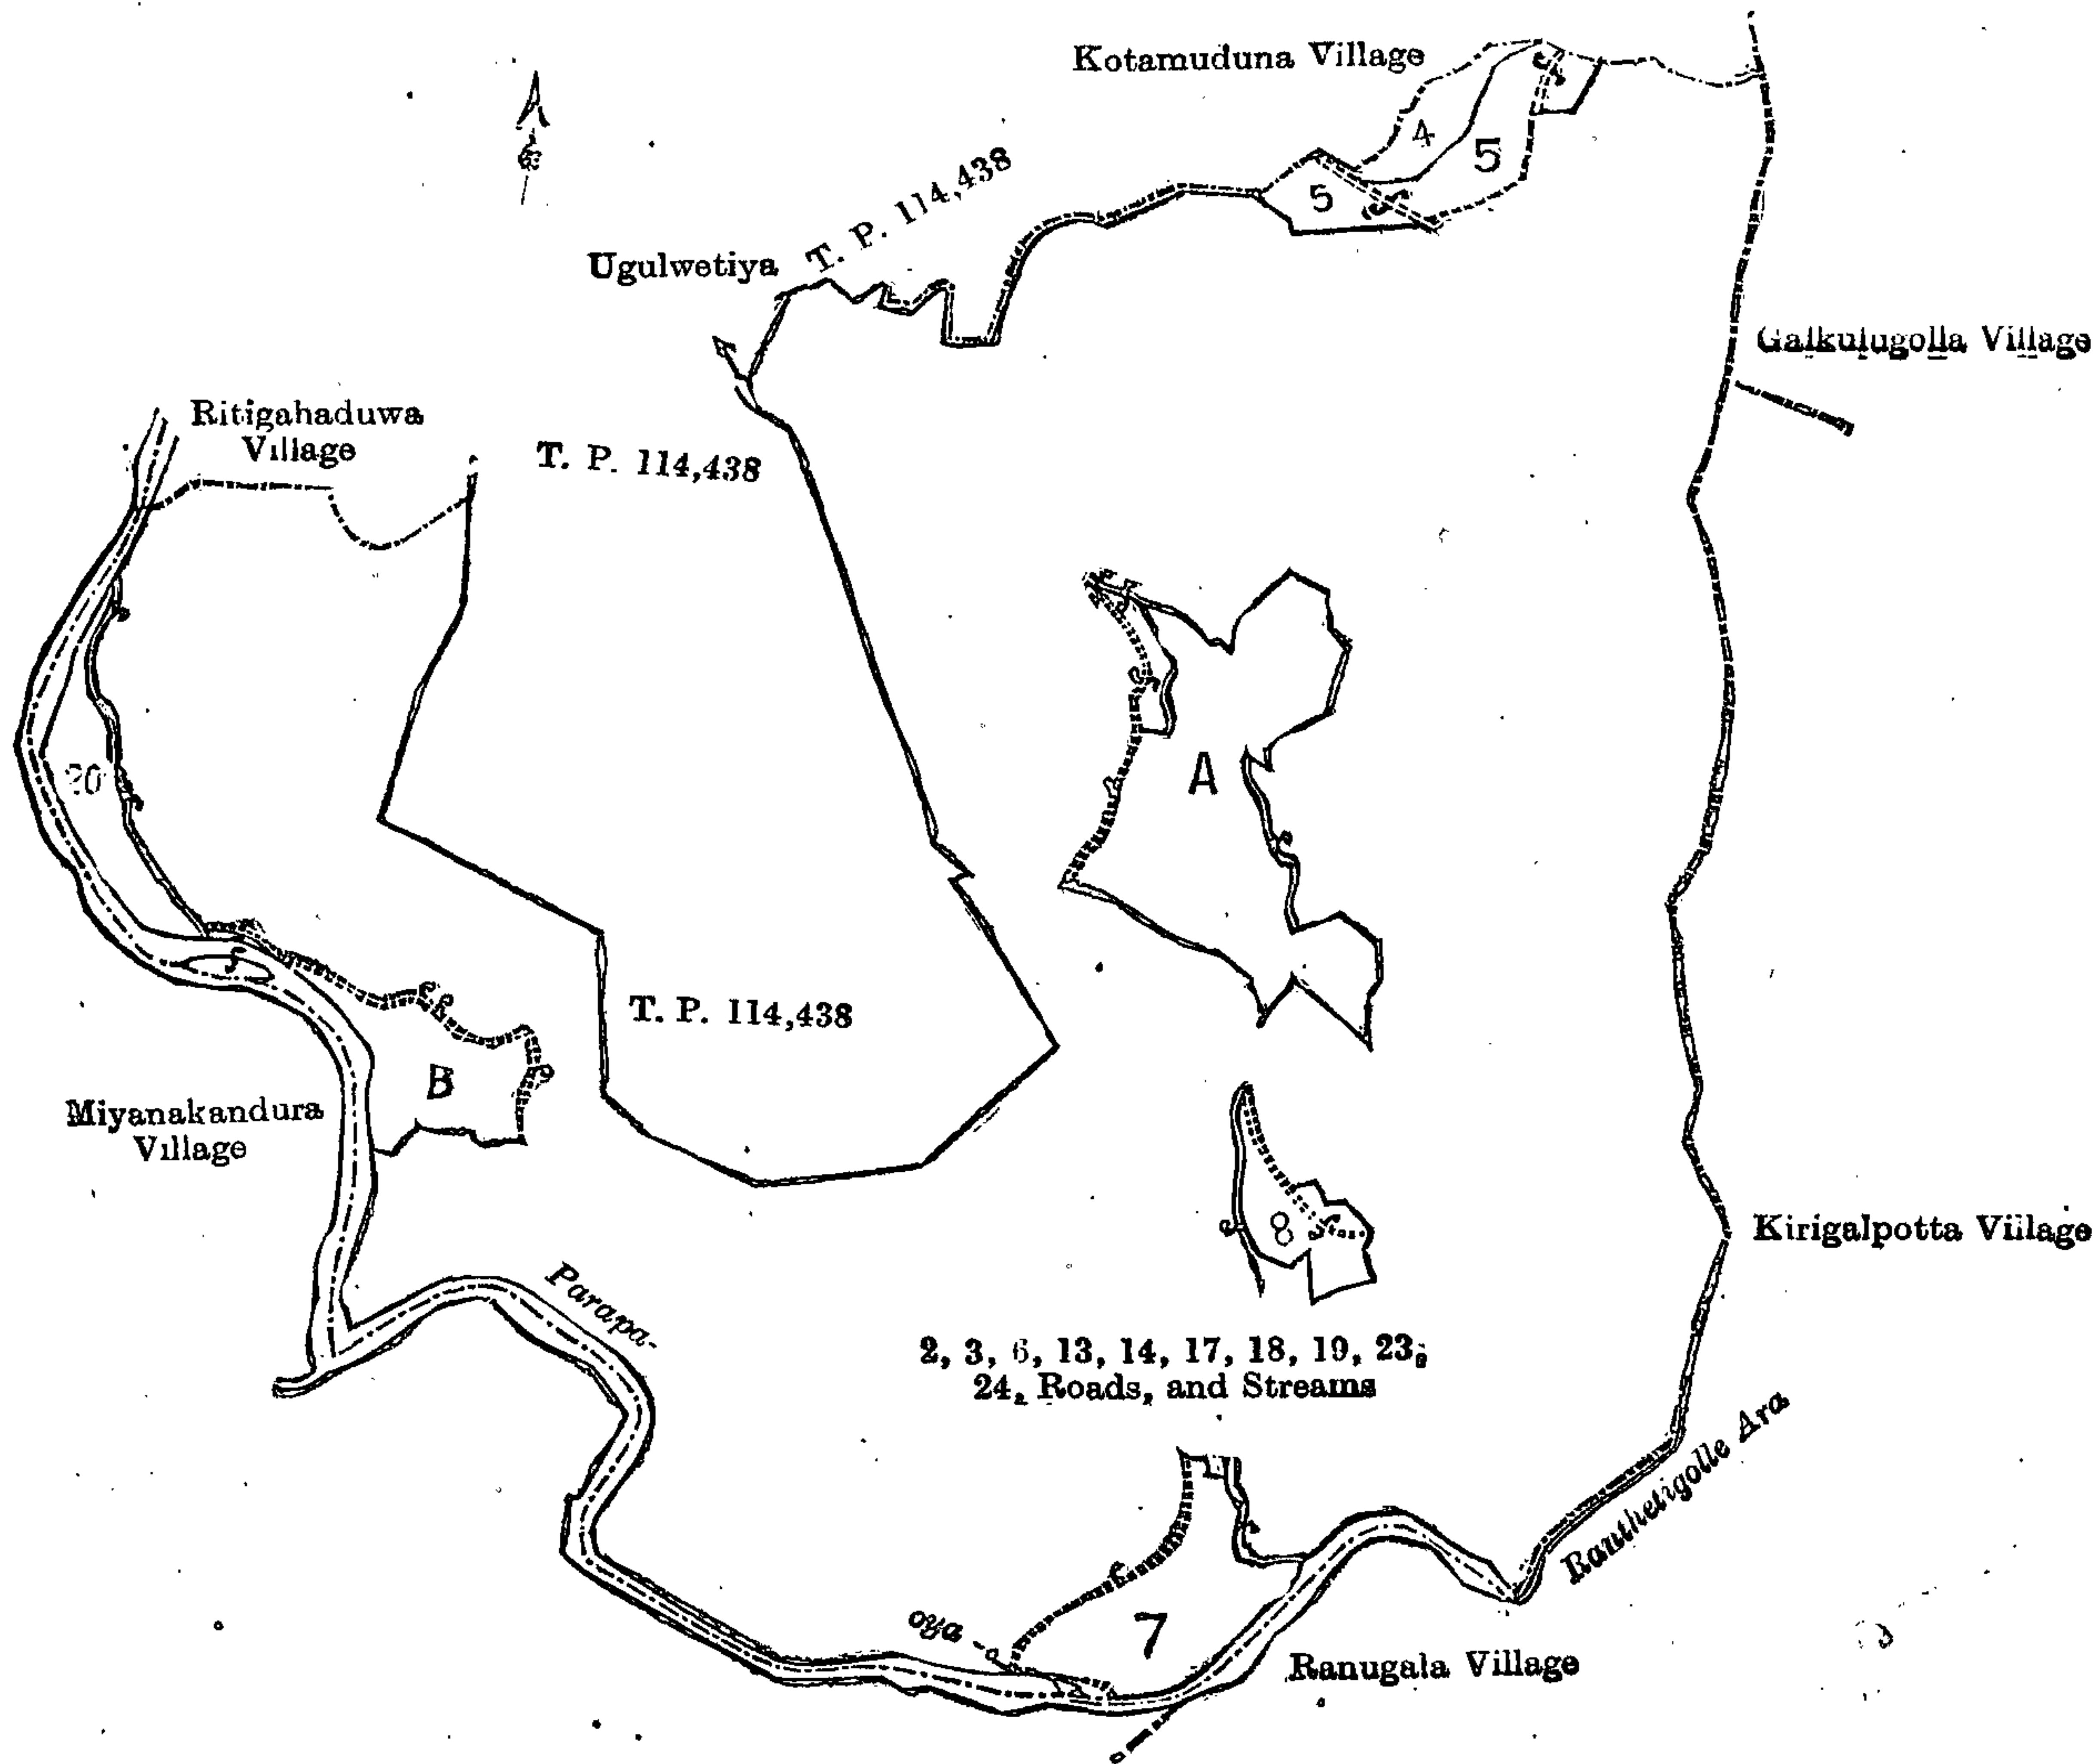 Kotamuduna Village
4
5
5
T. P. 114,438
Ugulwetiya
Galkulugolla Village
Ritigahaduwa
Village
T. P. 114,438
A
20
T. P. 114,438
B
Miyanakandura
Village
8
Kirigalpotta Village
Parapa-
2, 3, 6, 13, 14, 17, 18, 19, 23,
24, Roads, and Streams
Ranthetigolle Ara
oya
7
Ranugala Village